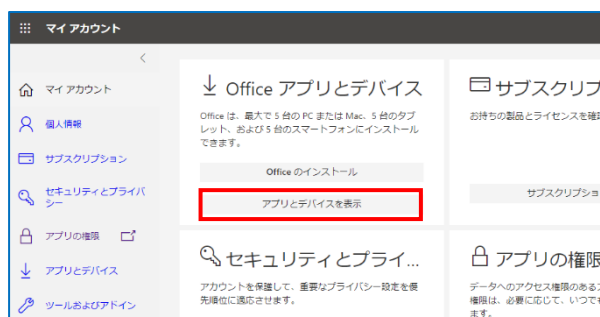 マイ アカウント
マイ アカウント
個人情報
サブスクリプション
セキュリティとプライバ
シー
アプリの権限
アプリとデバイス
ツールおよびアドイン
Office アプリとデバイス
Office は、最大で 5 台の PC または Mac、5 台のタブ
レット、および 5 台のスマートフォンにインストール
できます。
Office のインストール
アプリとデバイスを表示
サブスクリプ
お持ちの製品とライセンスを確
サブスクリプショ
セキュリティとプライ...
アカウントを保護して、重要なプライバシー設定を優
先順位に適応させます。
アプリの権限
データへのアクセス権限のある
権限は、必要に応じて、いつでも
ます。